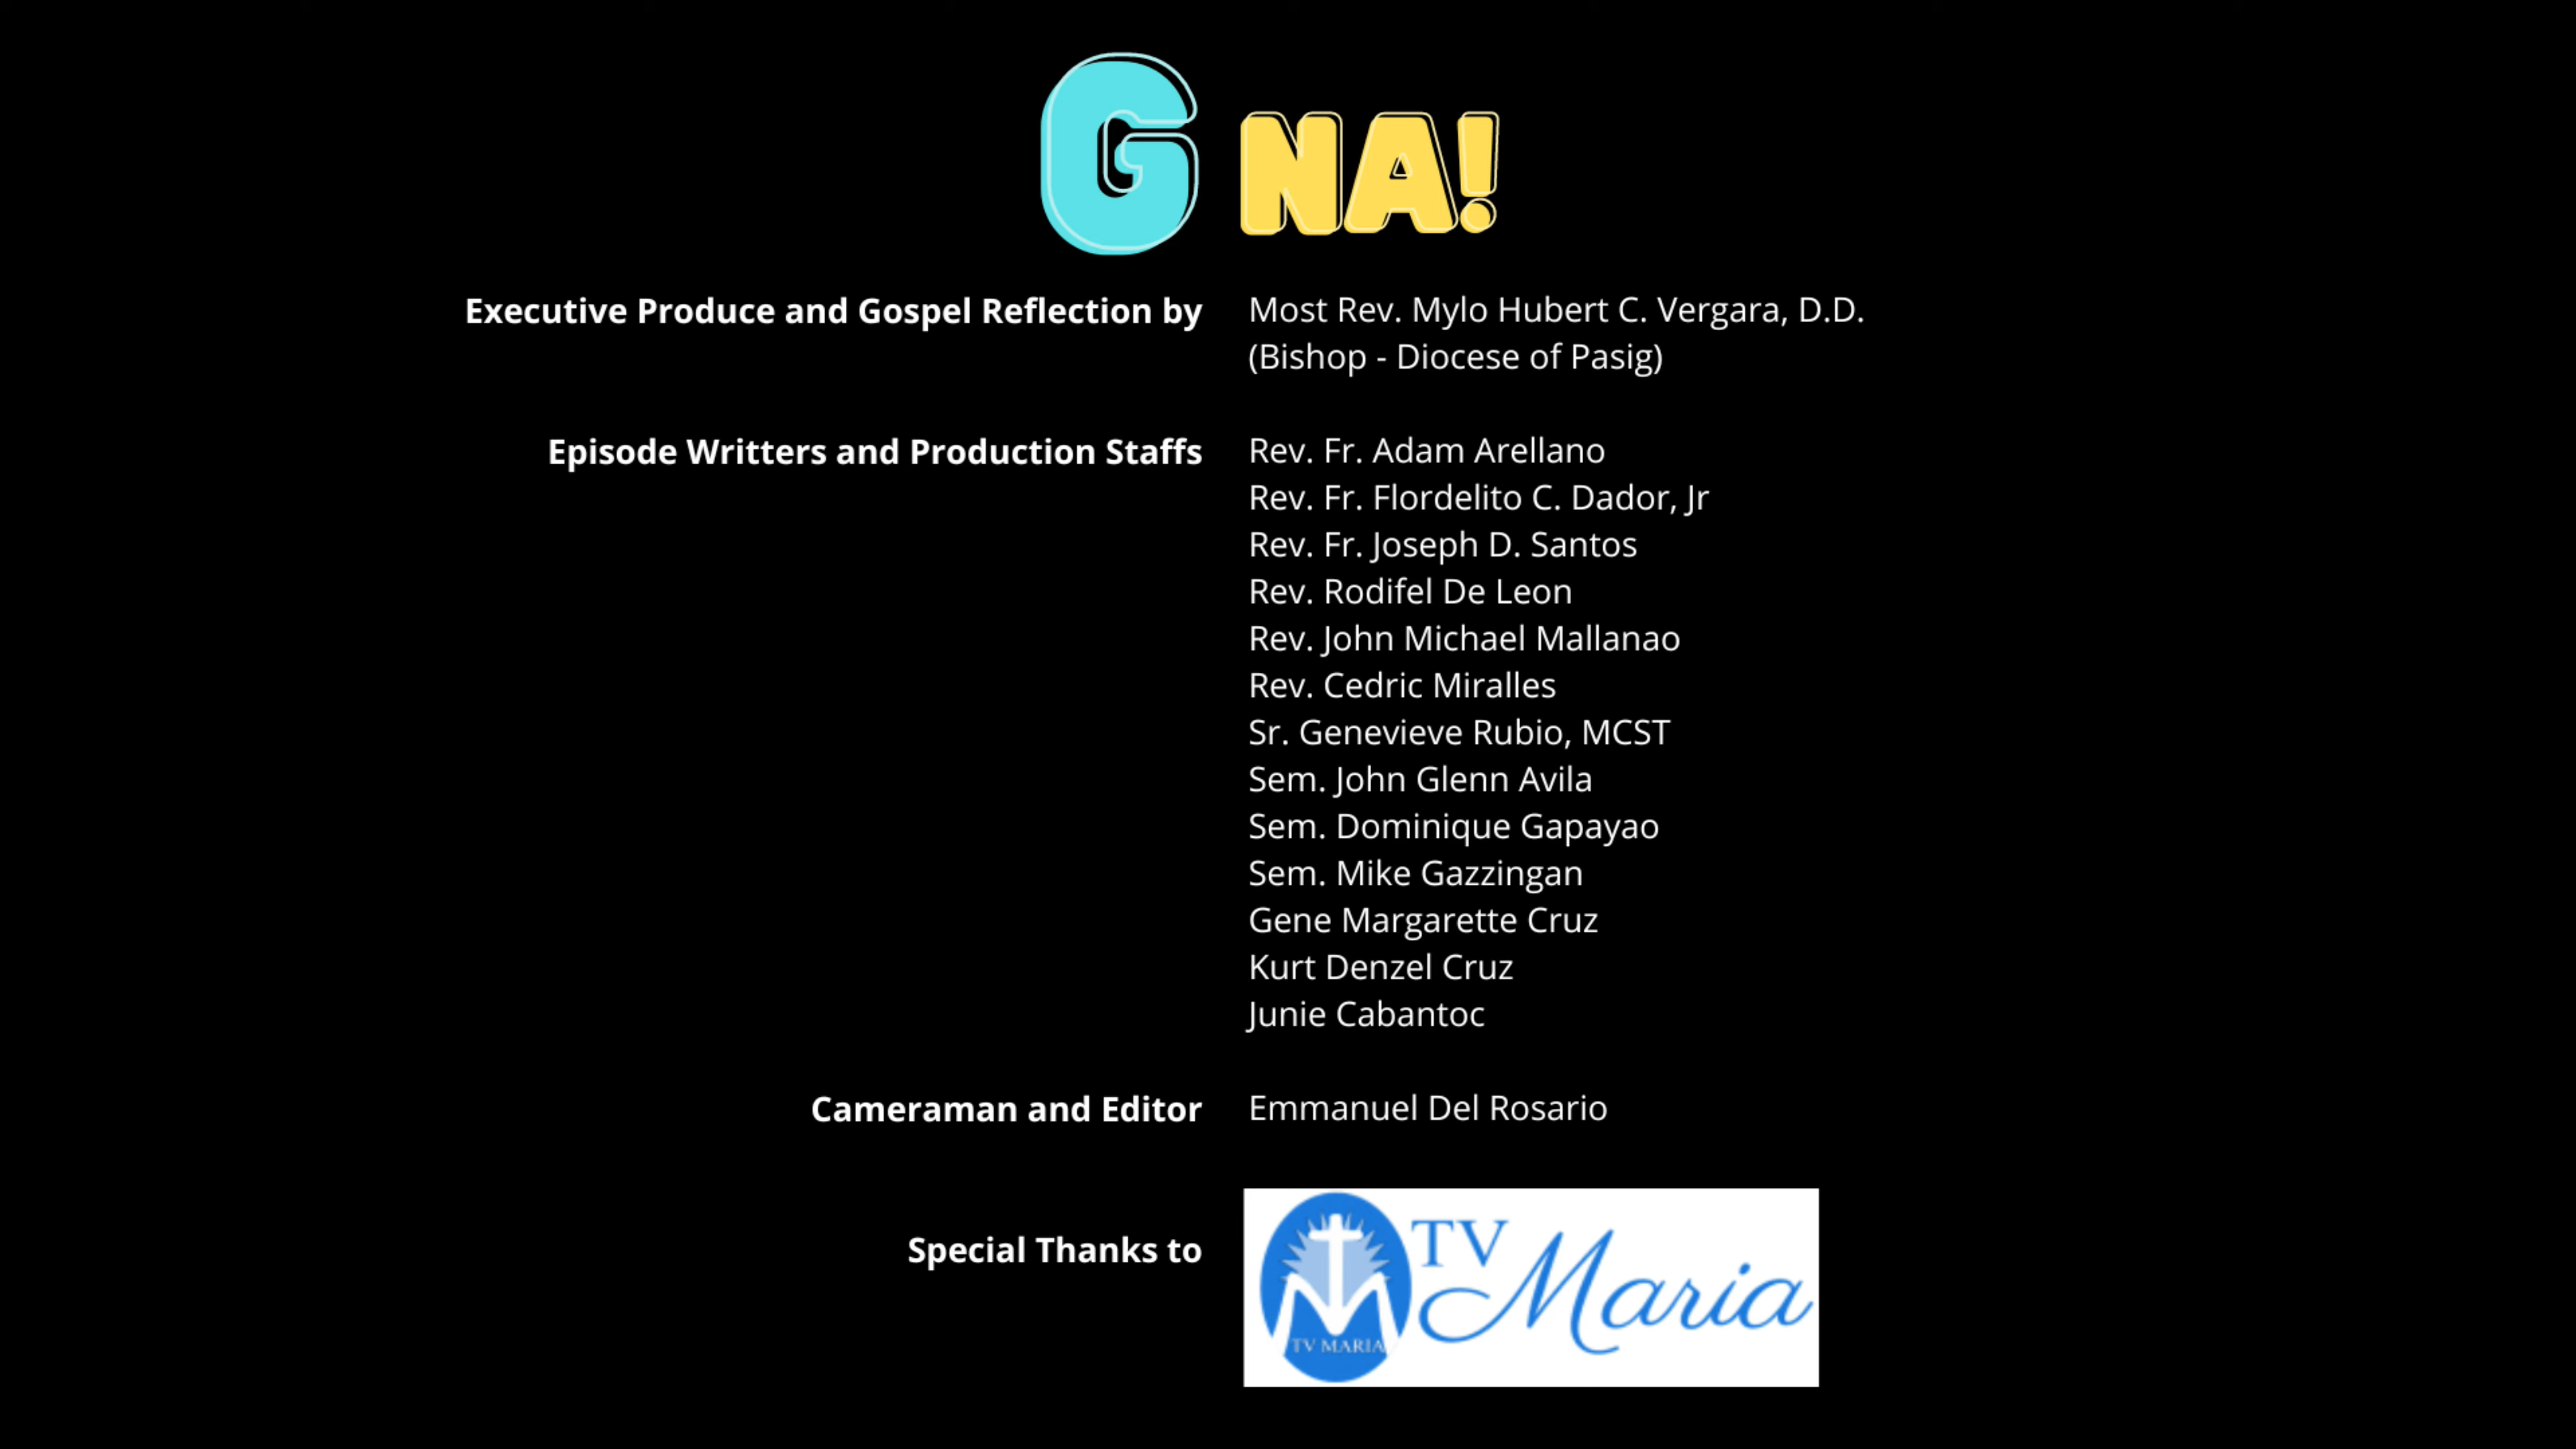 G NA!
Executive Produce and Gospel Reflection by Most Rev. Mylo Hubert C. Vergara, D.D.
(Bishop - Diocese of Pasig)
Episode Writters and Production Staffs Rev. Fr. Adam Arellano
Rev. Fr. Flordelito C. Dador, Jr
Rev. Fr. Joseph D. Santos
Rev. Rodifel De Leon
Rev. John Michael Mallanao
Rev. Cedric Miralles
Sr. Genevieve Rubio, MCST
Sem. John Glenn Avila
Sem. Dominique Gapayao
Sem. Mike Gazzingan
Gene Margarette Cruz
Kurt Denzel Cruz
Junie Cabantoc
Cameraman and Editor Emmanuel Del Rosario
Special Thanks to TV Maria
TV MARIA